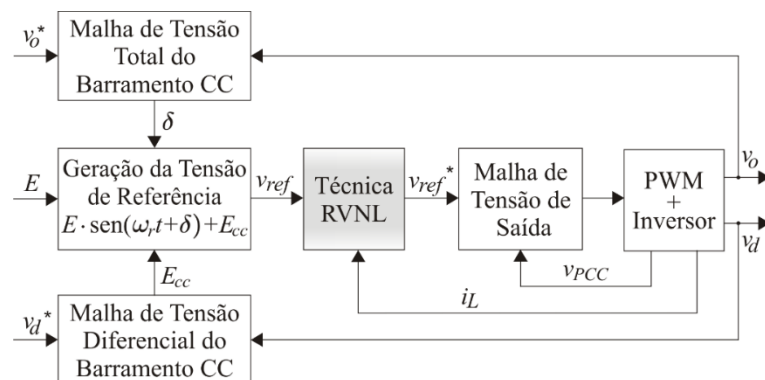 v_o*
Malha de Tensão
Total do
Barramento CC
δ
E
Geração da Tensão
de Referência
E·sen(ω_r t+δ)+E_cc
v_ref
Técnica
RVNL
v_ref*
Malha de
Tensão de
Saída
PWM
+
Inversor
v_o
v_d
v_PCC
i_L
E_cc
v_d*
Malha de Tensão
Diferencial do
Barramento CC